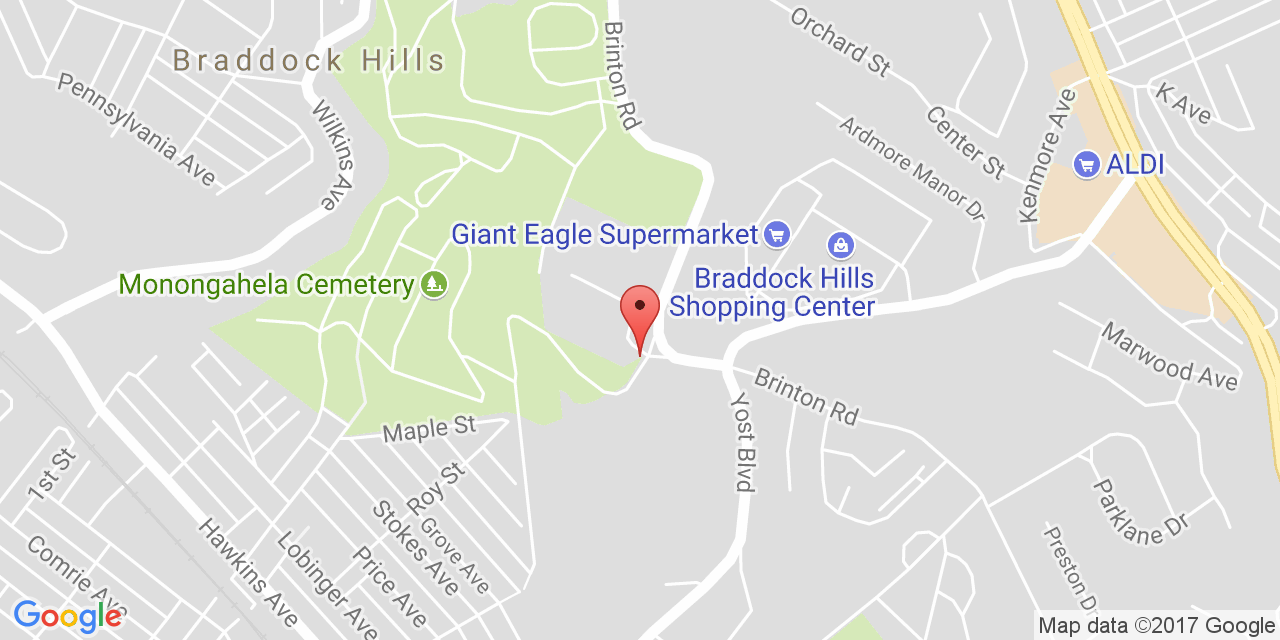 Braddock Hills
Pennsylvania Ave
Wilkins Ave
Brinton Rd
Orchard St
Center St
Ardmore Manor Dr
Kenmore Ave
K Ave
ALDI
Giant Eagle Supermarket
Braddock Hills
Shopping Center
Monongahela Cemetery
Marwood Ave
Brinton Rd
Yost Blvd
Maple St
Roy St
1st St
Stokes Ave
Grove Ave
Price Ave
Lobinger Ave
Hawkins Ave
Comrie Ave
Parklane Dr
Preston Dr
Google
Map data ©2017 Google